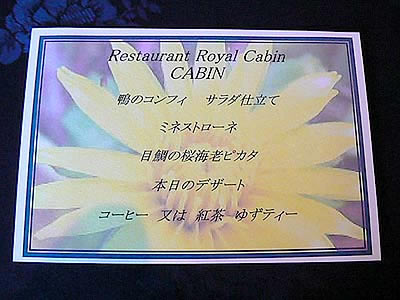 Restaurant Royal Cabin
CABIN
鴨のコンフィ サラダ仕立て
ミネストローネ
目鯛の桜海老ピカタ
本日のデザート
コーヒー 又は 紅茶 ゆずティー